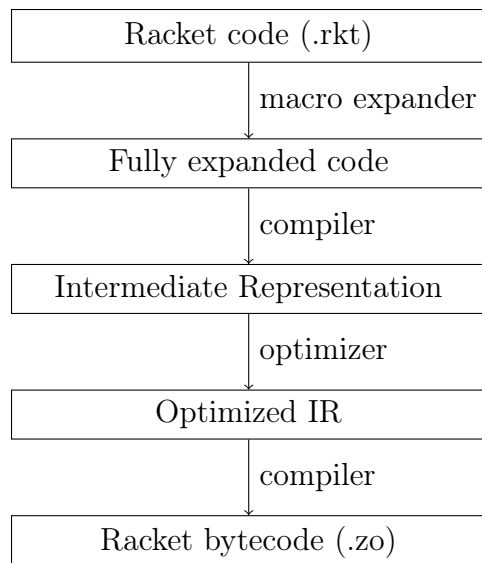 Racket code (.rkt)
macro expander
Fully expanded code
compiler
Intermediate Representation
optimizer
Optimized IR
compiler
Racket bytecode (.zo)